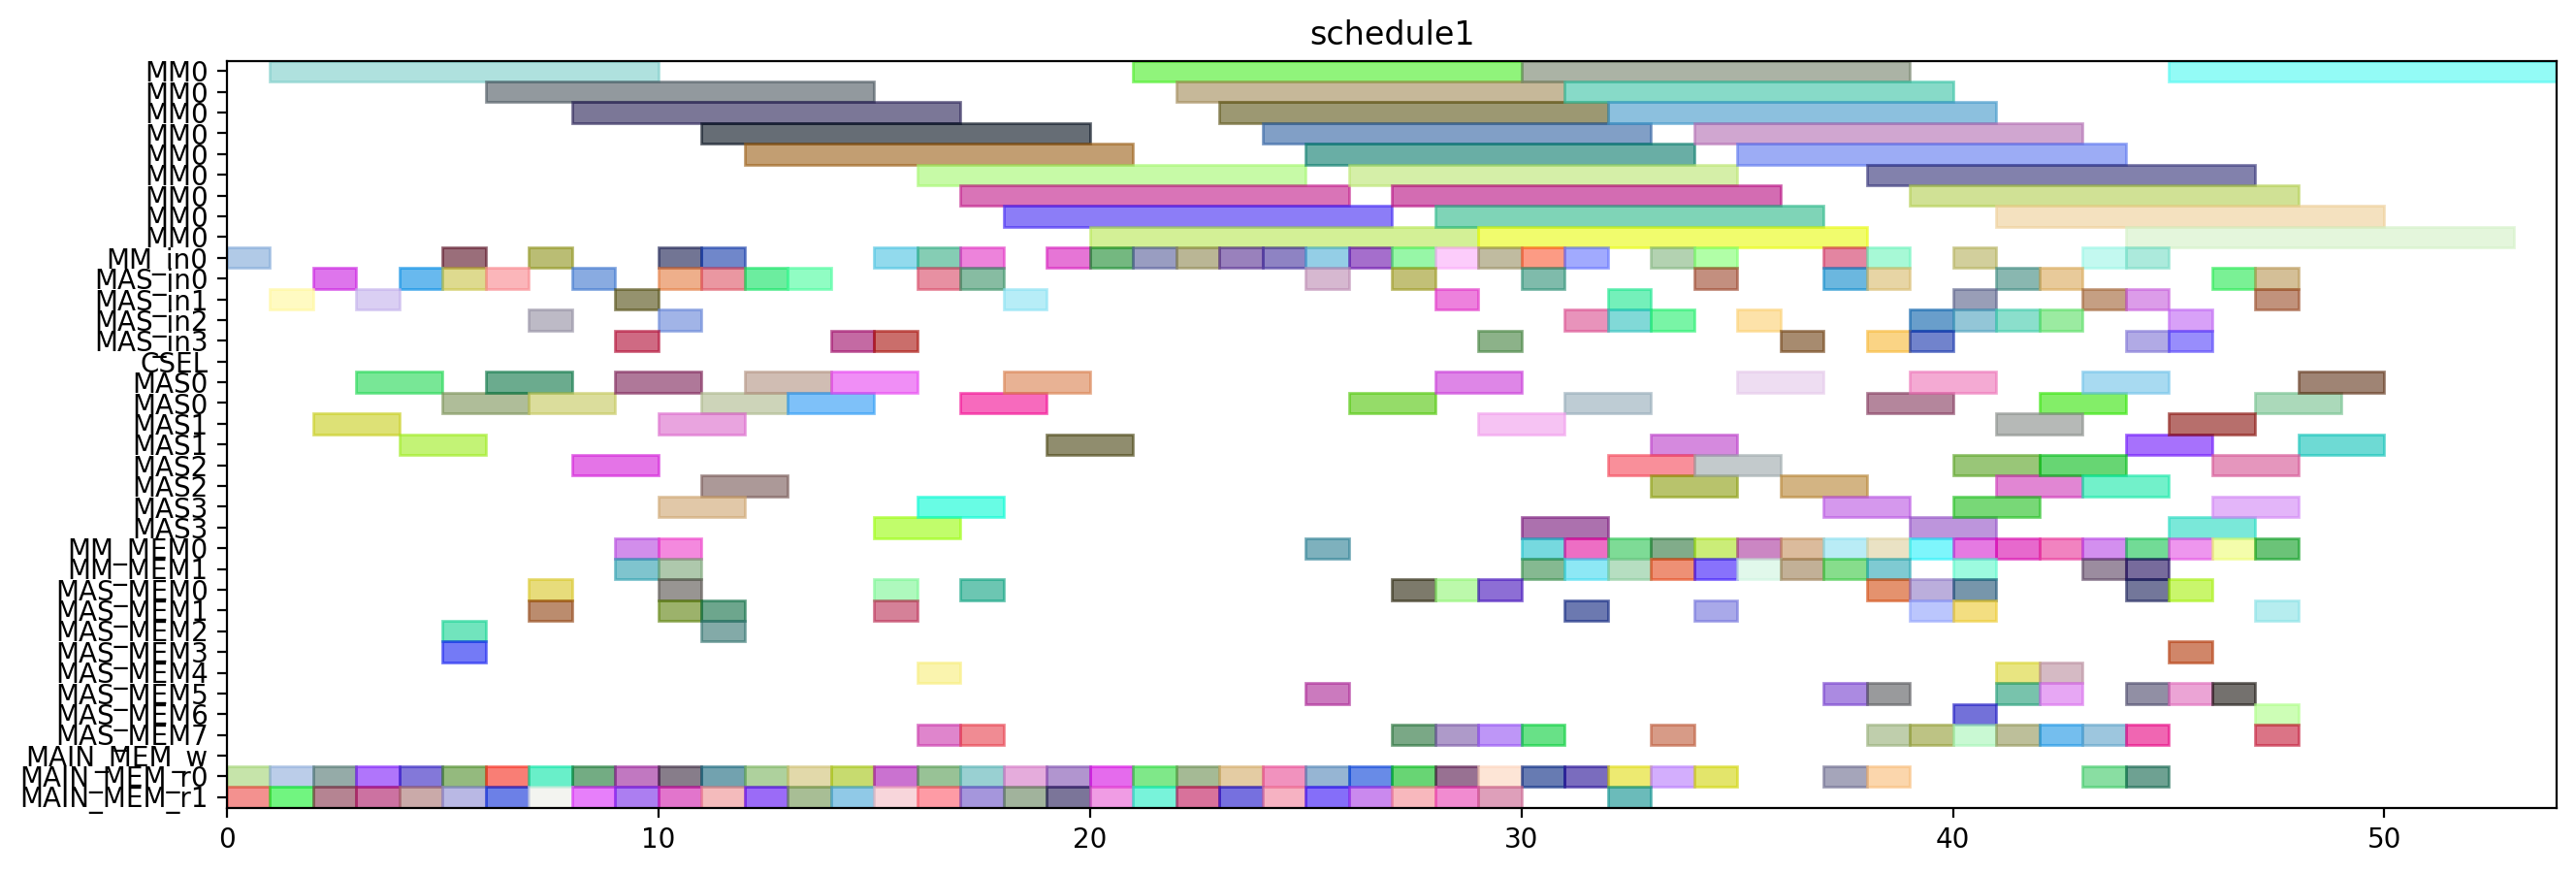 schedule1
MM0
MM0
MM0
MM0
MM0
MM0
MM0
MM0
MM0
MM_in0
MAS_in0
MAS_in1
MAS_in2
MAS_in3
CSEL
MAS0
MAS0
MAS1
MAS1
MAS2
MAS2
MAS3
MAS3
MM_MEM0
MM_MEM1
MAS_MEM0
MAS_MEM1
MAS_MEM2
MAS_MEM3
MAS_MEM4
MAS_MEM5
MAS_MEM6
MAS_MEM7
MAIN_MEM_w
MAIN_MEM_r0
MAIN_MEM_r1
0 10 20 30 40 50